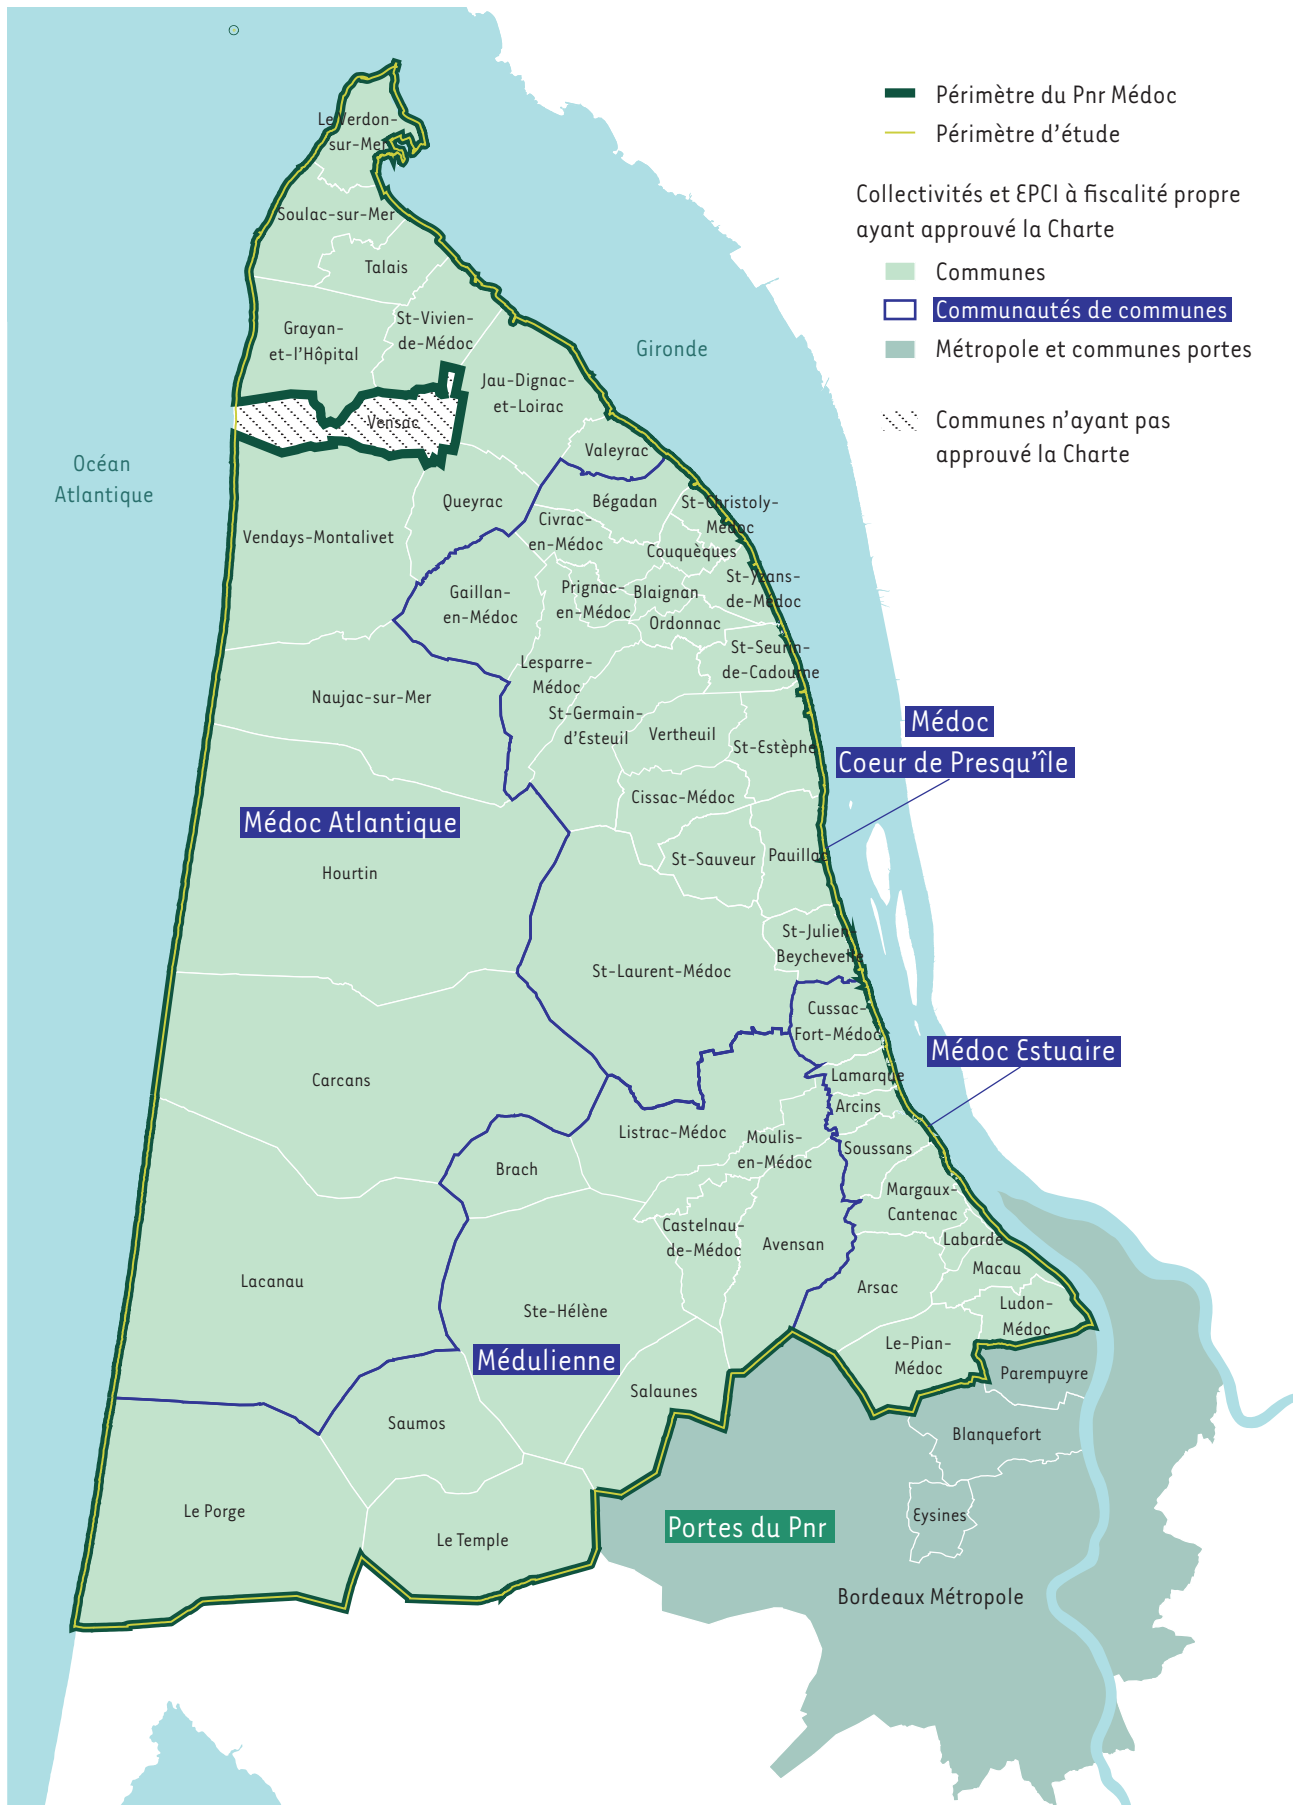 Périmètre du Pnr Médoc
Périmètre d'étude
Collectivités et EPCI à fiscalité propre
ayant approuvé la Charte
Communes
Communautés de communes
Métropole et communes portes
Communes n'ayant pas
approuvé la Charte
Le Verdon-
sur-Mer
Soulac-sur-Mer
Talais
Grayan-
et-l'Hôpital
St-Vivien-
de-Médoc
Gironde
Jau-Dignac-
et-Loirac
Vensac
Valeyrac
Océan
Atlantique
Queyrac
Bégadan
St-Christoly-
Médoc
Vendays-Montalivet
Civrac-
en-Médoc
Couquèques
Gaillan-
en-Médoc
Prignac-
en-Médoc
Blaignan
St-Yzans-
de-Médoc
Ordonnac
Lesparre-
Médoc
St-Seurin-
de-Cadourne
Naujac-sur-Mer
St-Germain-
d'Esteuil
Vertheuil
St-Estèphe
Médoc
Coeur de Presqu'île
Cissac-Médoc
Médoc Atlantique
Hourtin
St-Sauveur
Pauillac
St-Julien-
Beychevelle
St-Laurent-Médoc
Cussac-
Fort-Médoc
Médoc Estuaire
Carcans
Lamarque
Arcins
Listrac-Médoc
Moulis-
en-Médoc
Soussans
Brach
Margaux-
Cantenac
Castelnau-
de-Médoc
Avensan
Labarde
Macau
Lacanau
Arsac
Ste-Hélène
Ludon-
Médoc
Médulienne
Le-Pian-
Médoc
Parempuyre
Salaunes
Saumos
Blanquefort
Le Porge
Le Temple
Portes du Pnr
Eysines
Bordeaux Métropole